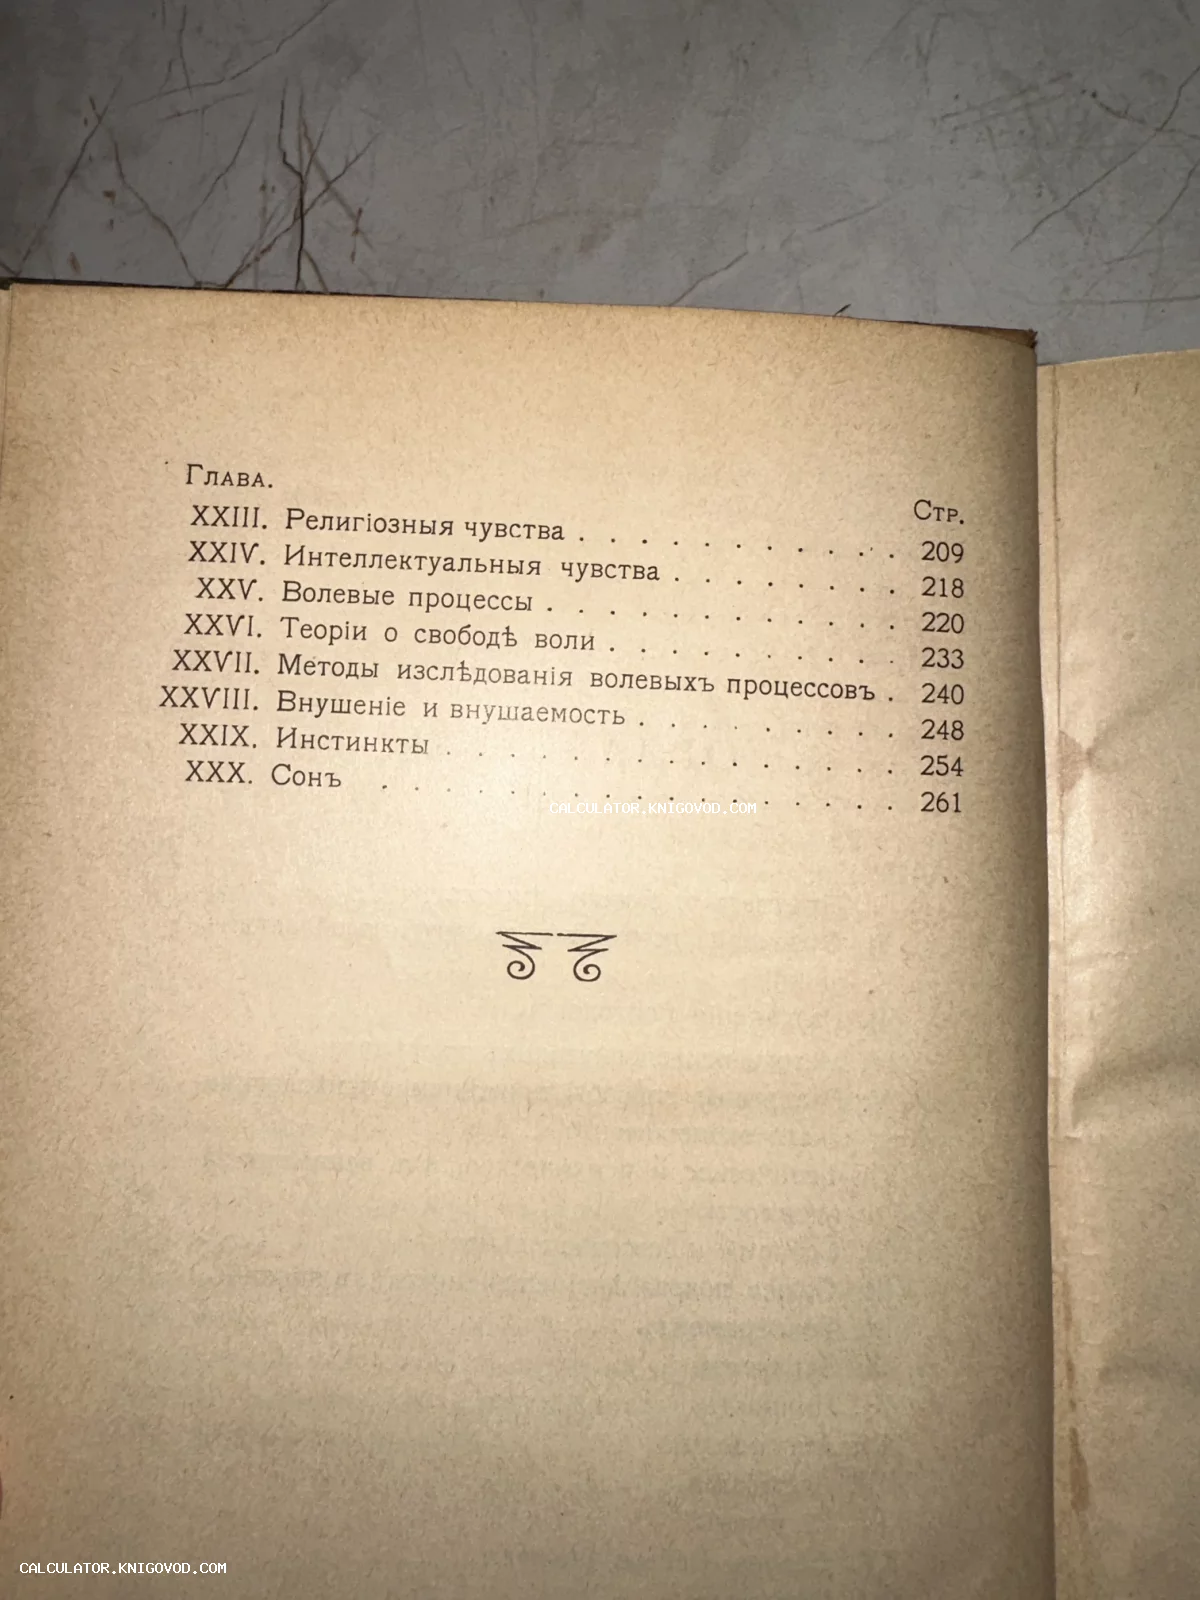 Глава. Стр.
XXIII. Религіозныя чувства . . . . . . . . . . . 209
XXIV. Интеллектуальныя чувства . . . . . . . . 218
XXV. Волевые процессы . . . . . . . . . . . . 220
XXVI. Теоріи о свободѣ воли . . . . . . . . . . 233
XXVII. Методы изслѣдованія волевыхъ процессовъ . 240
XXVIII. Внушеніе и внушаемость . . . . . . . . . 248
XXIX. Инстинкты . . . . . . . . . . . . . . . 254
XXX. Сонъ . . . . . . . . . . . . . . . . . 261
CALCULATOR.KNIGOVOD.COM
CALCULATOR.KNIGOVOD.COM